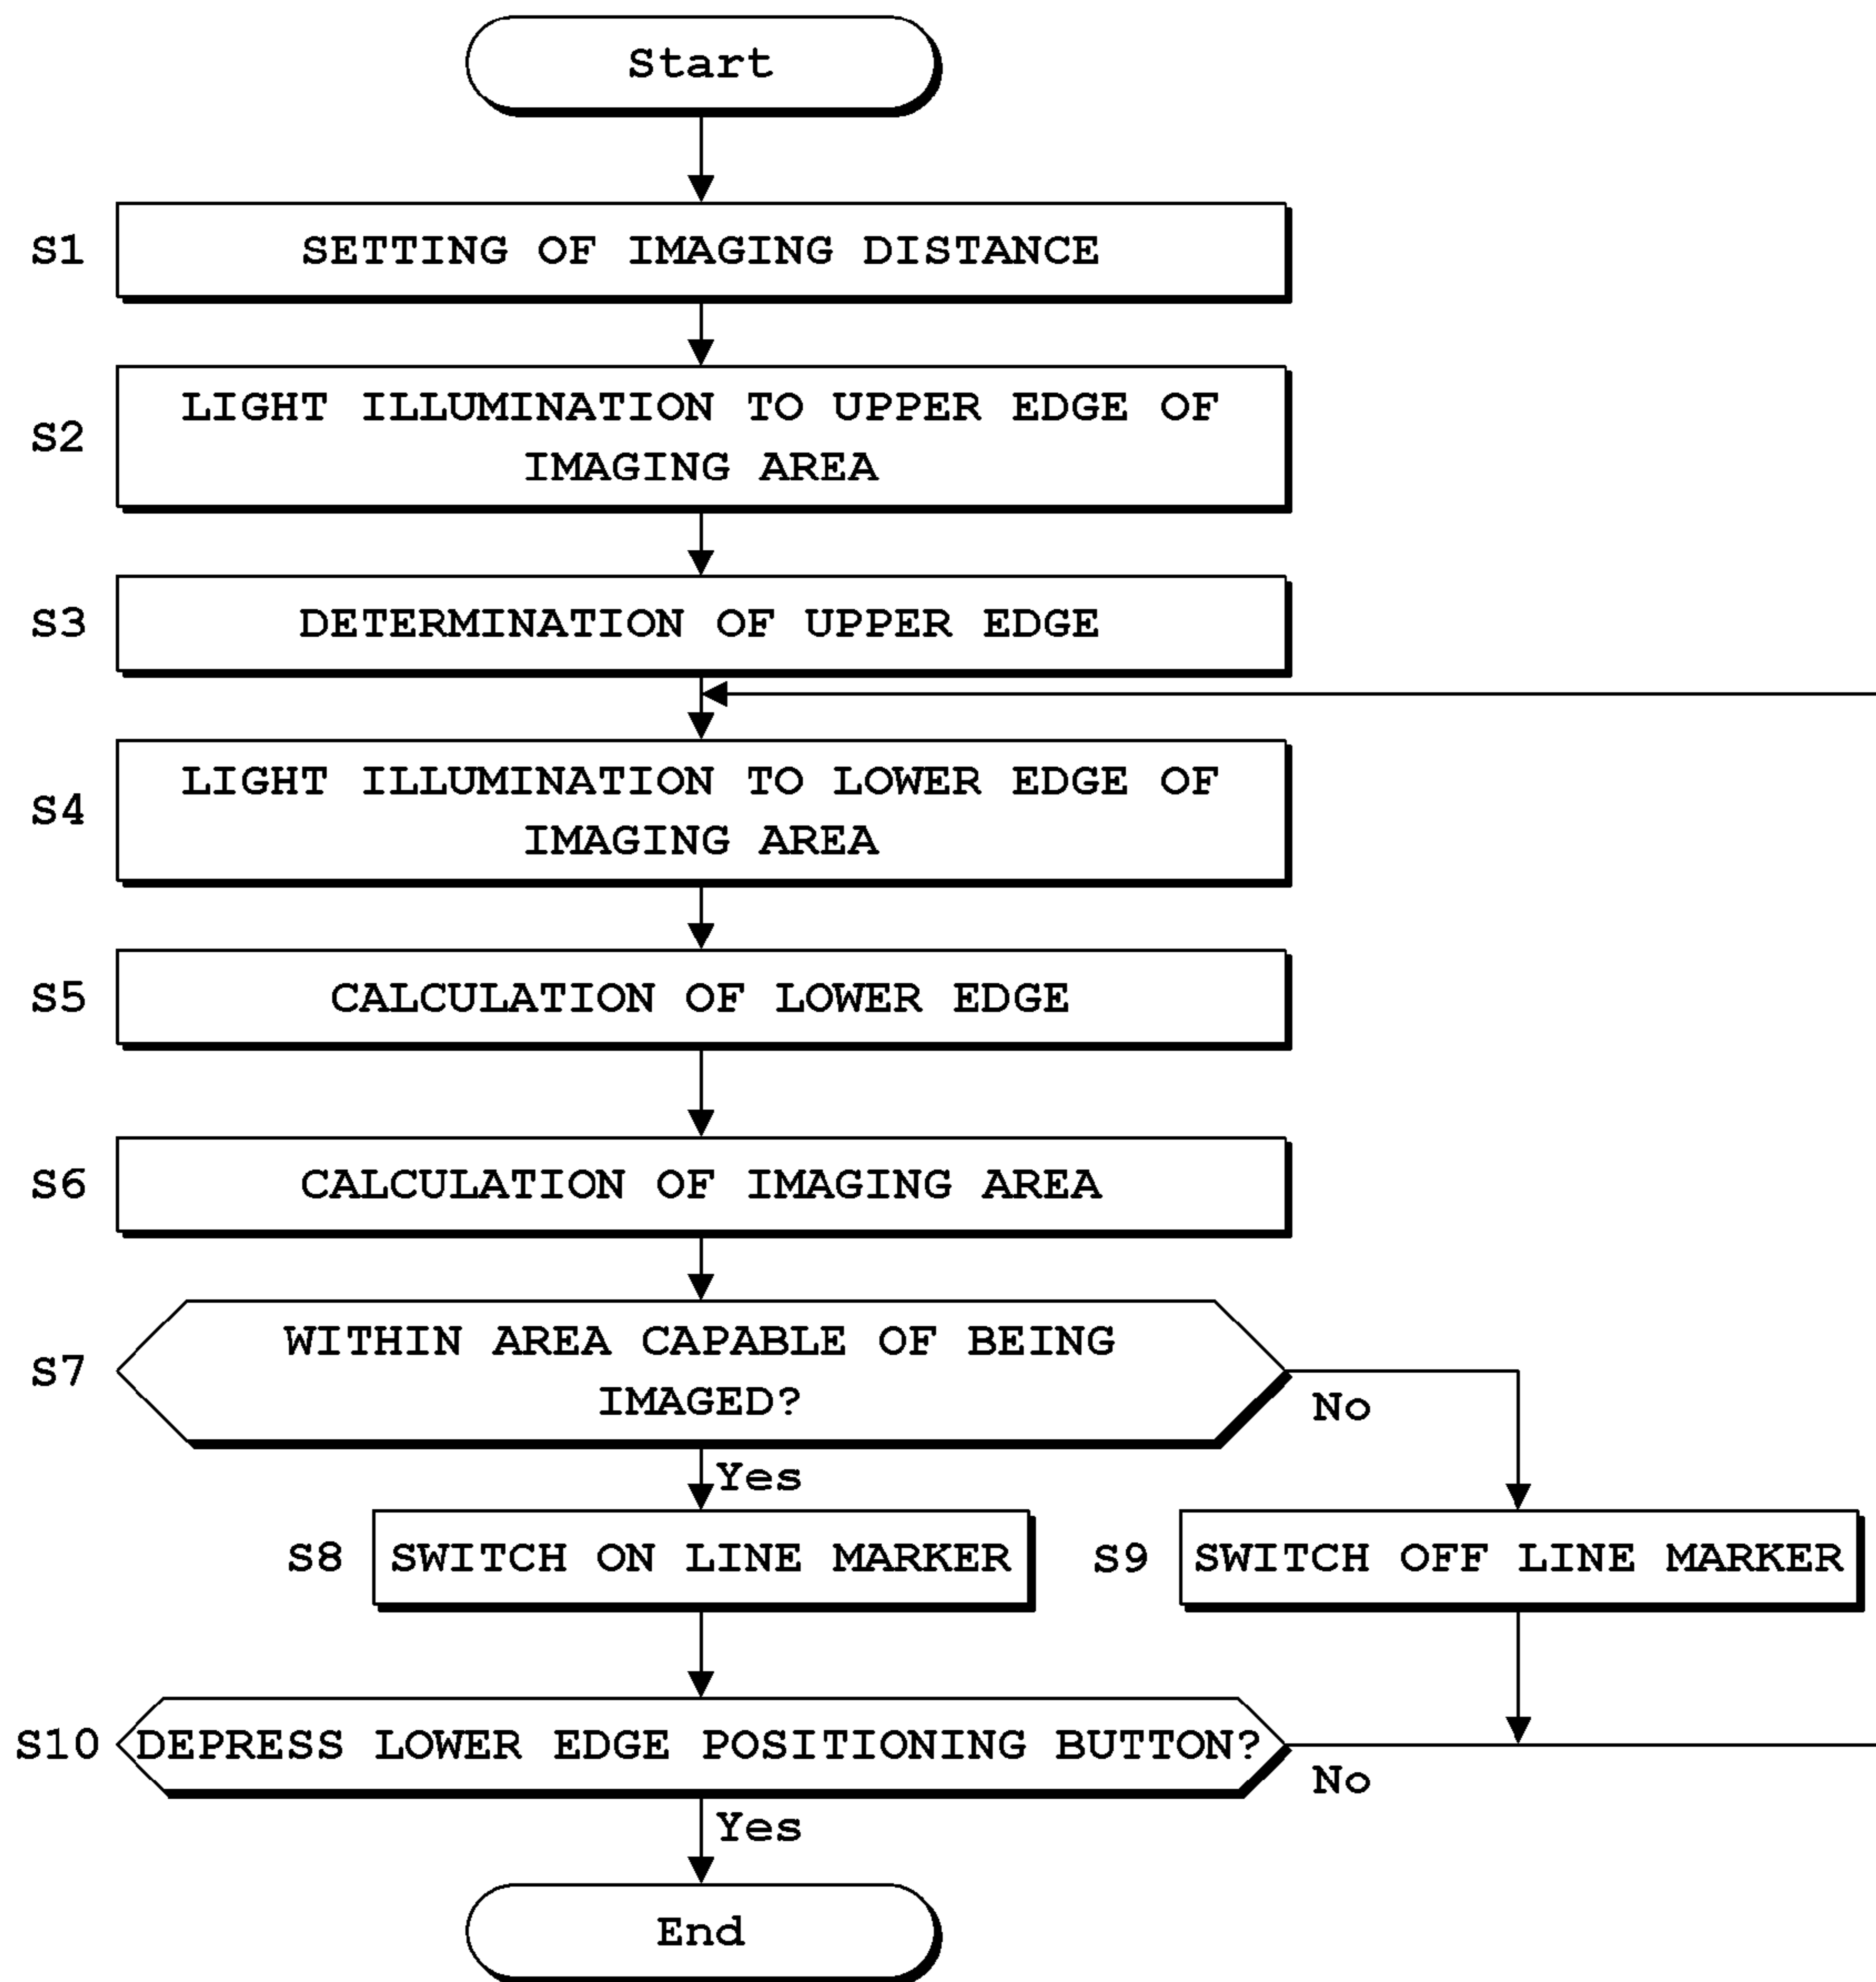 Start
S1
SETTING OF IMAGING DISTANCE
S2
LIGHT ILLUMINATION TO UPPER EDGE OF
IMAGING AREA
S3
DETERMINATION OF UPPER EDGE
S4
LIGHT ILLUMINATION TO LOWER EDGE OF
IMAGING AREA
S5
CALCULATION OF LOWER EDGE
S6
CALCULATION OF IMAGING AREA
S7
WITHIN AREA CAPABLE OF BEING
IMAGED?
No
Yes
S8
SWITCH ON LINE MARKER
S9
SWITCH OFF LINE MARKER
S10
DEPRESS LOWER EDGE POSITIONING BUTTON?
No
Yes
End